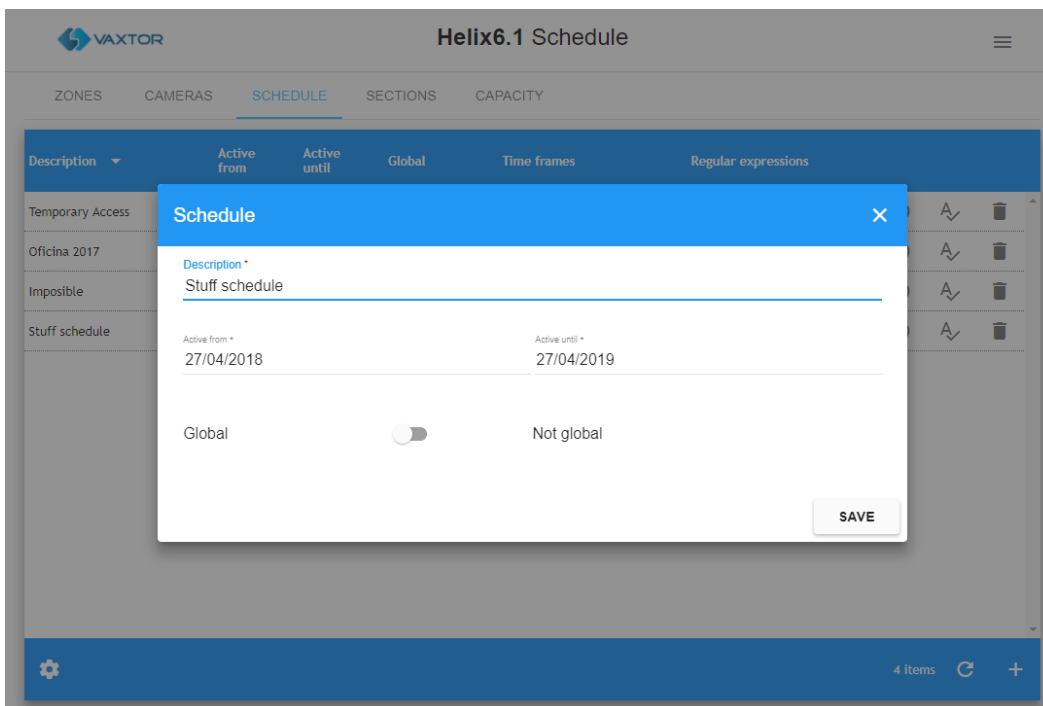 VAXTOR
Helix6.1 Schedule
ZONES CAMERAS SCHEDULE SECTIONS CAPACITY
Description Active from Active until Global Time frames Regular expressions
Temporary Access
Oficina 2017
Imposible
Stuff schedule
Schedule
Description *
Stuff schedule
Active from * Active until *
27/04/2018 27/04/2019
Global Not global
SAVE
4 items